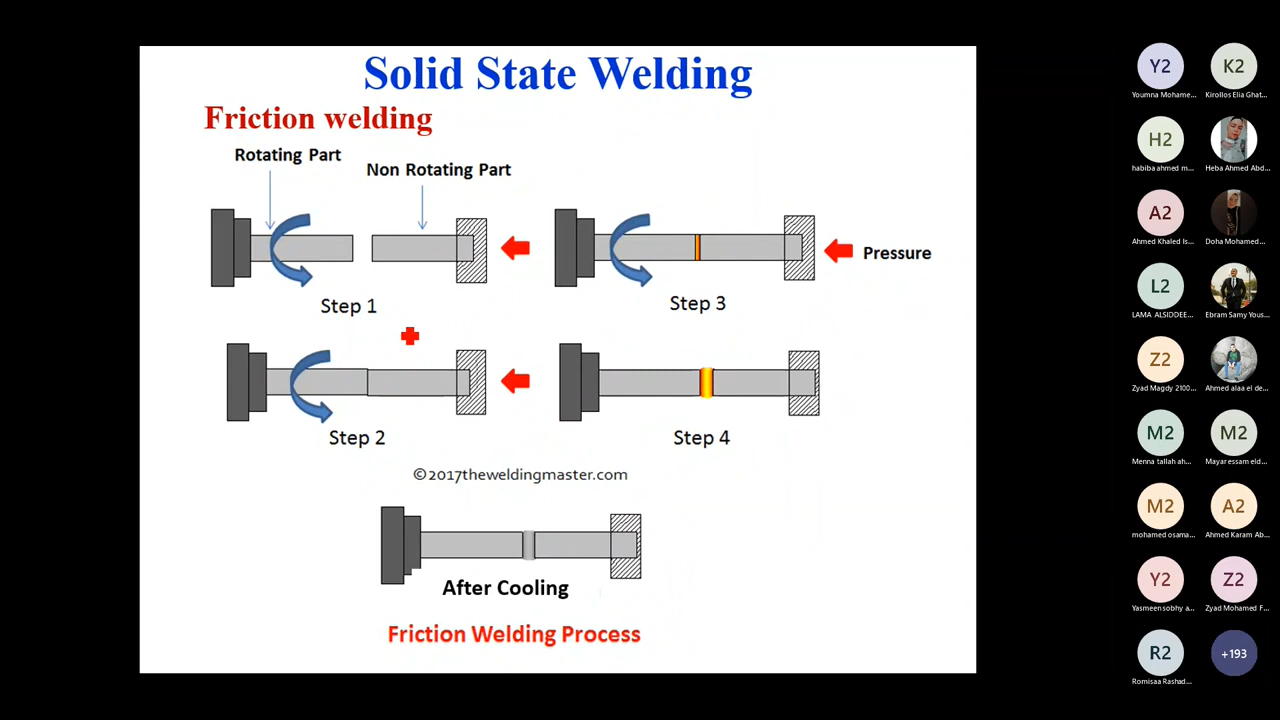 Solid State Welding
Friction welding
Rotating Part
Non Rotating Part
Pressure
Step 1
Step 3
Step 2
Step 4
©2017theweldingmaster.com
After Cooling
Friction Welding Process
Y2
K2
Youmna Mohame...
Kirollos Elia Ghat...
H2
habiba ahmed m...
Heba Ahmed Abd...
A2
Ahmed Khaled Is...
Doha Mohamed...
L2
LAMA ALSIDDEE...
Ebram Samy Yous...
Z2
Zyad Magdy 2100...
Ahmed alaa el de...
M2
M2
Menna tallah ah...
Mayar essam eld...
M2
A2
mohamed osama...
Ahmed Karam Ab...
Y2
Z2
Yasmeen sobhy a...
Zyad Mohamed F...
R2
+193
Romisaa Rashad...